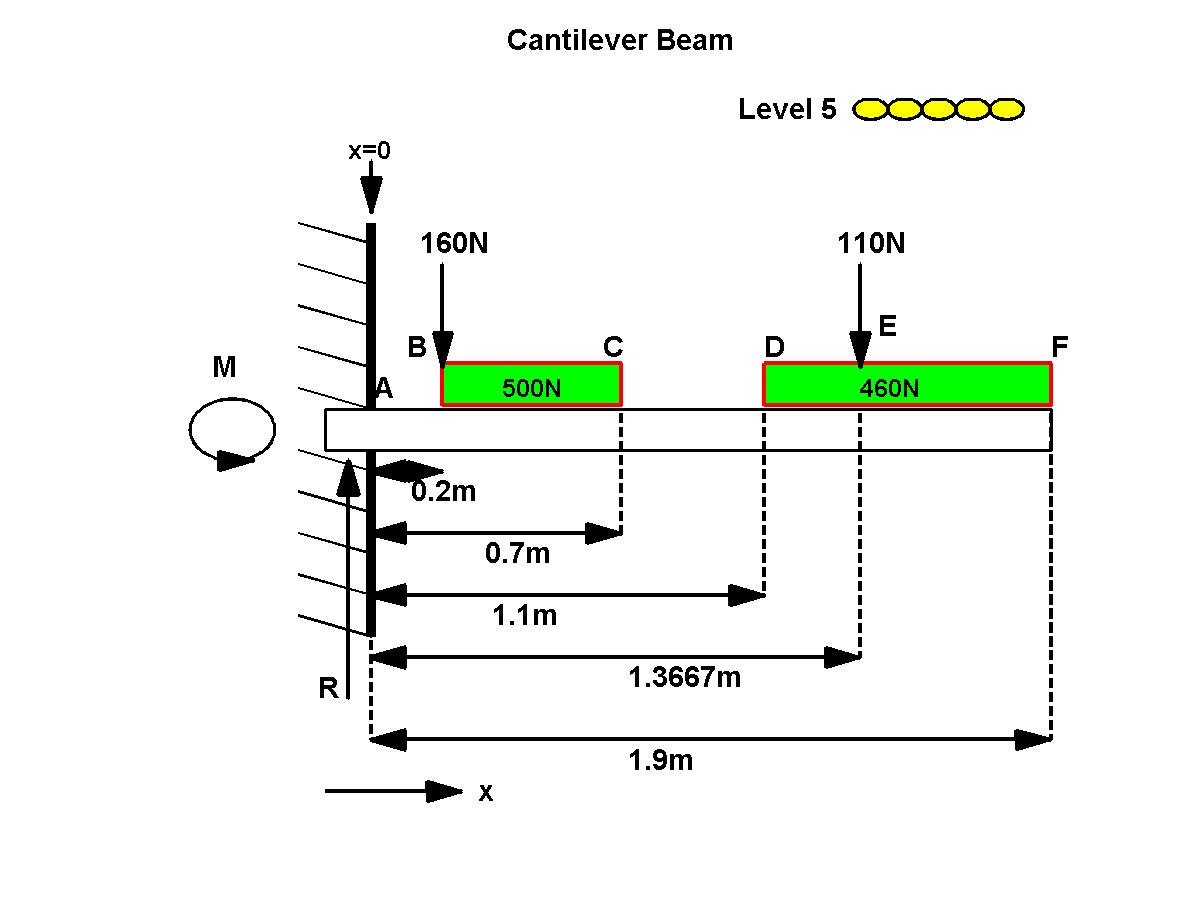 Cantilever Beam
Level 5
x=0
160N
110N
E
B
C
D
F
M
A
500N
460N
0.2m
0.7m
1.1m
1.3667m
R
1.9m
x